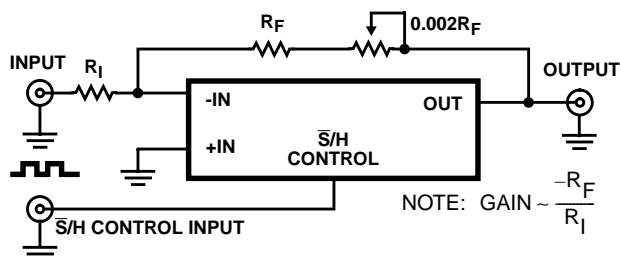 R_F
0.002R_F
INPUT
R_I
OUTPUT
-IN
OUT
+IN
S̅/H
CONTROL
NOTE: GAIN ~ -R_F / R_I
S̅/H CONTROL INPUT